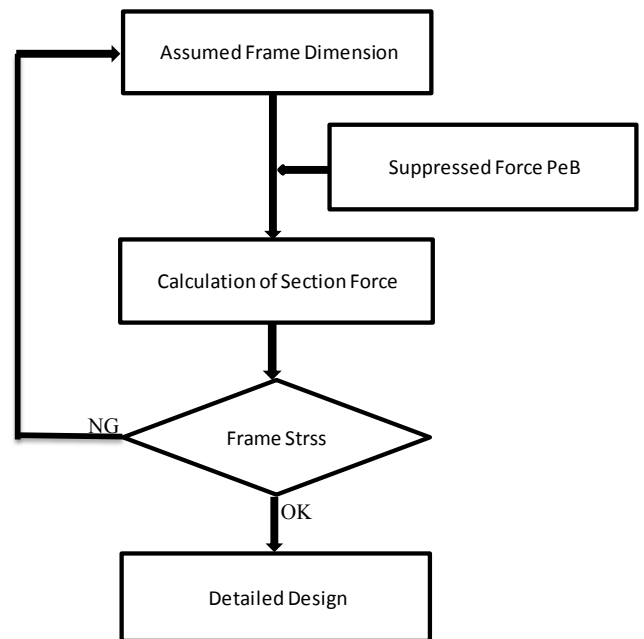 Assumed Frame Dimension
Suppressed Force PeB
Calculation of Section Force
NG
Frame Strss
OK
Detailed Design